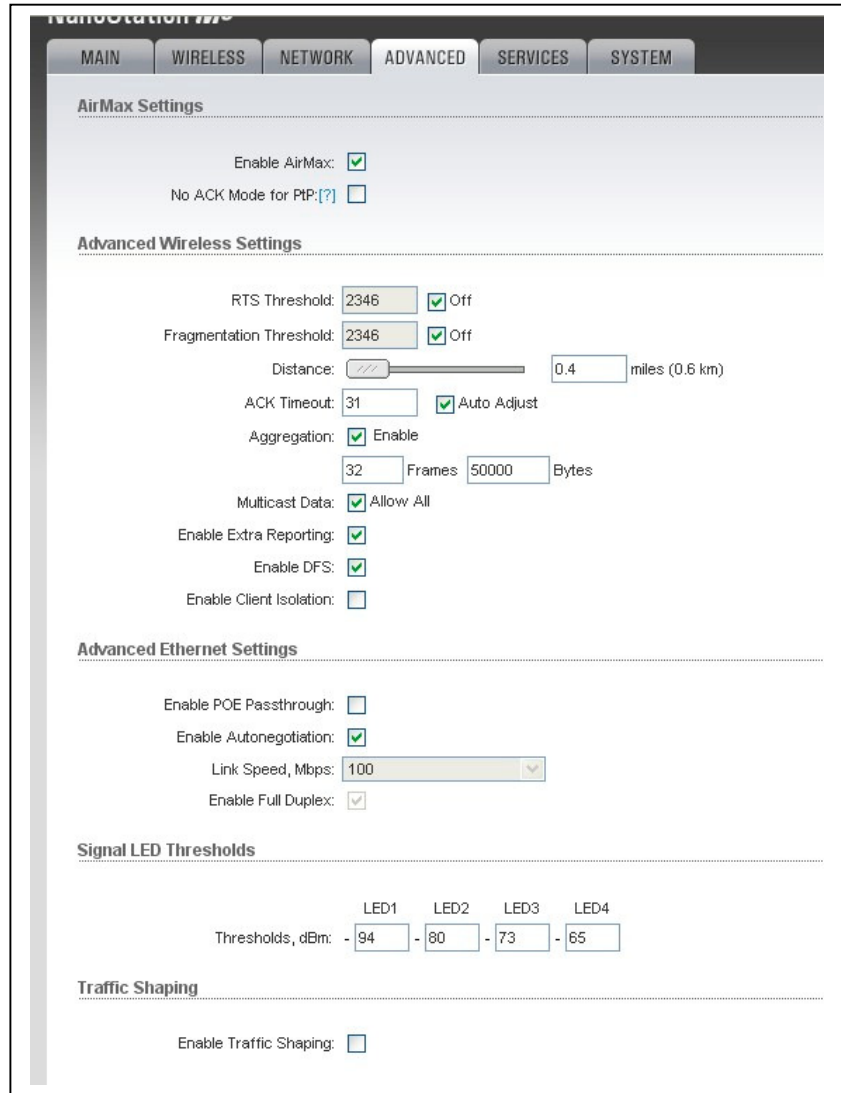 NanoStation M5
MAIN WIRELESS NETWORK ADVANCED SERVICES SYSTEM
AirMax Settings
Enable AirMax:
No ACK Mode for PtP:[?]
Advanced Wireless Settings
RTS Threshold: 2346 Off
Fragmentation Threshold: 2346 Off
Distance: 0.4 miles (0.6 km)
ACK Timeout: 31 Auto Adjust
Aggregation: Enable
32 Frames 50000 Bytes
Multicast Data: Allow All
Enable Extra Reporting:
Enable DFS:
Enable Client Isolation:
Advanced Ethernet Settings
Enable POE Passthrough:
Enable Autonegotiation:
Link Speed, Mbps: 100
Enable Full Duplex:
Signal LED Thresholds
LED1 LED2 LED3 LED4
Thresholds, dBm: - 94 - 80 - 73 - 65
Traffic Shaping
Enable Traffic Shaping: